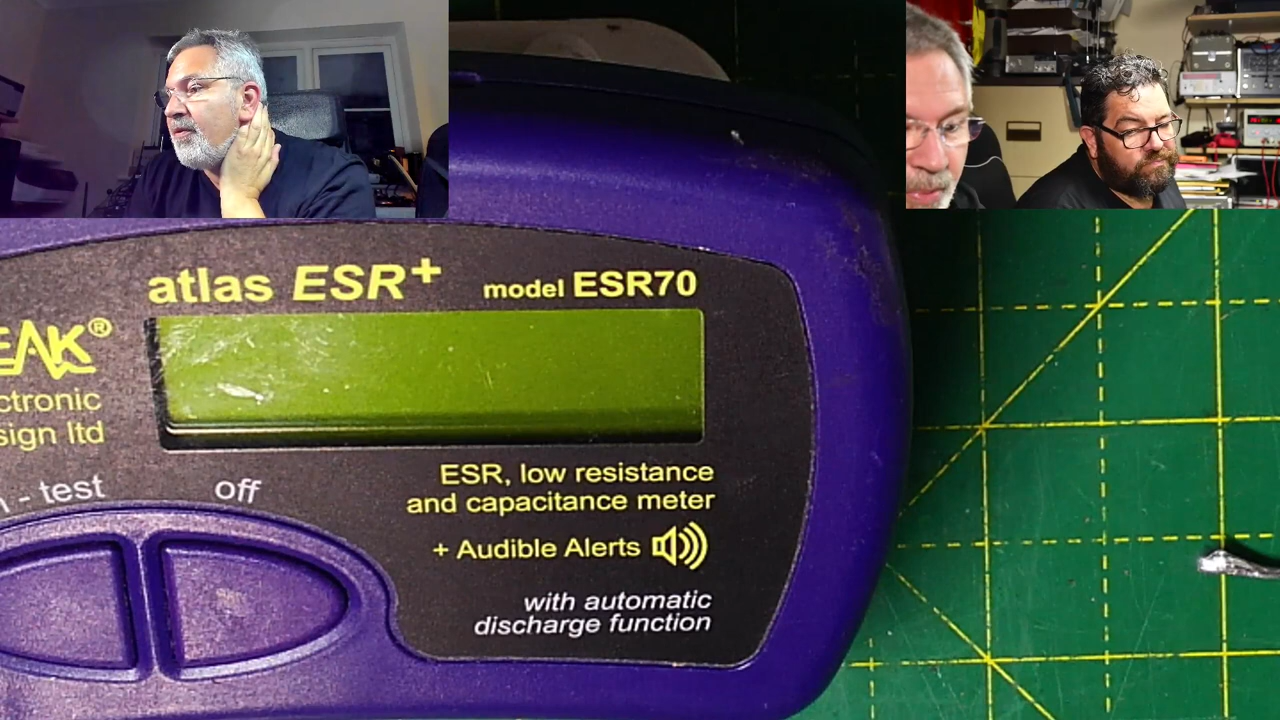 atlas ESR+ model ESR70
EAK®
ctronic
sign ltd
- test
off
ESR, low resistance
and capacitance meter
+ Audible Alerts
with automatic
discharge function